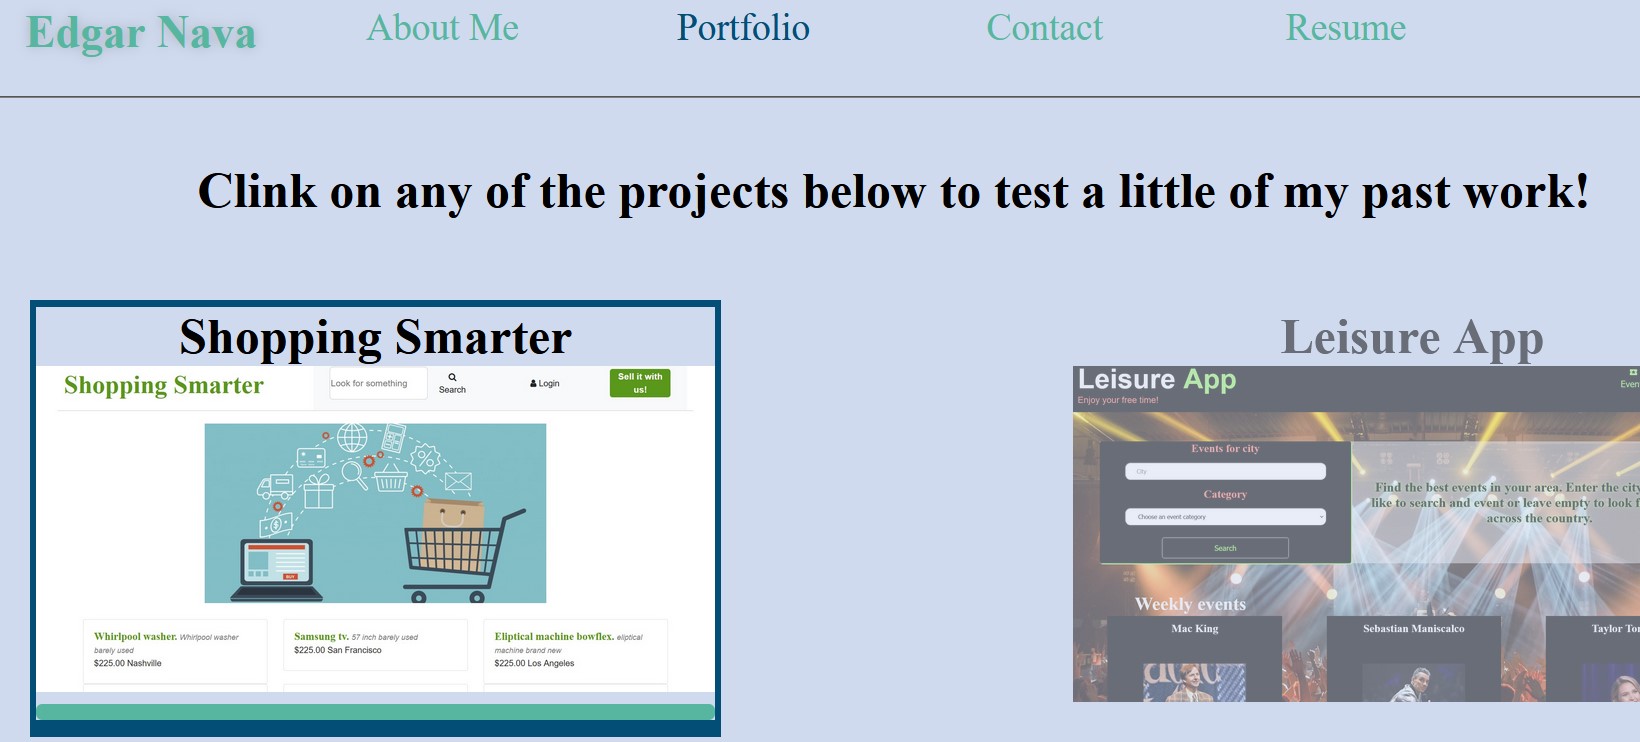 Edgar Nava About Me Portfolio Contact Resume
Clink on any of the projects below to test a little of my past work!
Shopping Smarter
Shopping Smarter
Look for something
Search
Login
Sell it with
us!
BUY
Whirlpool washer. Whirlpool washer
barely used
$225.00 Nashville
Samsung tv. 57 inch barely used
$225.00 San Francisco
Eliptical machine bowflex. eliptical
machine brand new
$225.00 Los Angeles
Leisure App
Leisure App
Enjoy your free time!
Even
Events for city
City
Category
Choose an event category
Search
Find the best events in your area. Enter the city
like to search and event or leave empty to look f
across the country.
Weekly events
Mac King
Sebastian Maniscalco
Taylor To